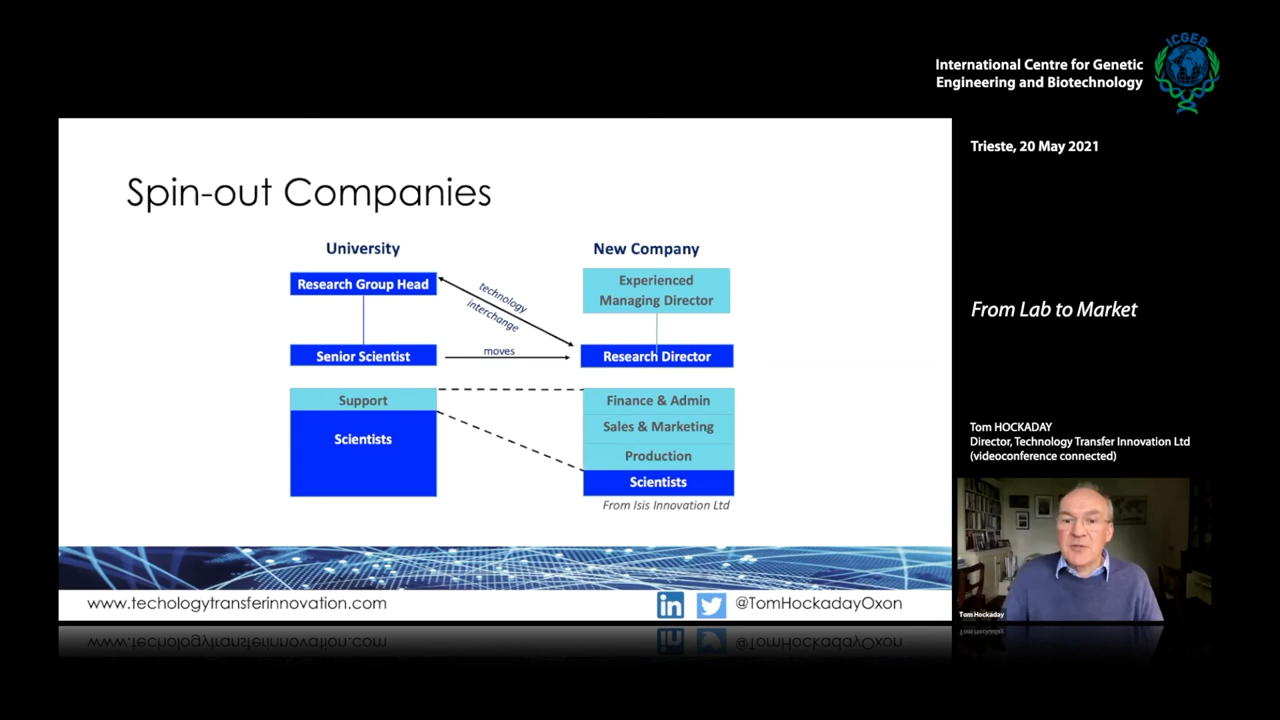 ICGEB
International Centre for Genetic
Engineering and Biotechnology
Trieste, 20 May 2021
Spin-out Companies
University
New Company
Research Group Head
technology
interchange
Experienced
Managing Director
Senior Scientist
moves
Research Director
Support
Scientists
Finance & Admin
Sales & Marketing
Production
Scientists
From Isis Innovation Ltd
From Lab to Market
Tom HOCKADAY
Director, Technology Transfer Innovation Ltd
(videoconference connected)
Tom Hockaday
www.techologytransferinnovation.com
in
@TomHockadayOxon